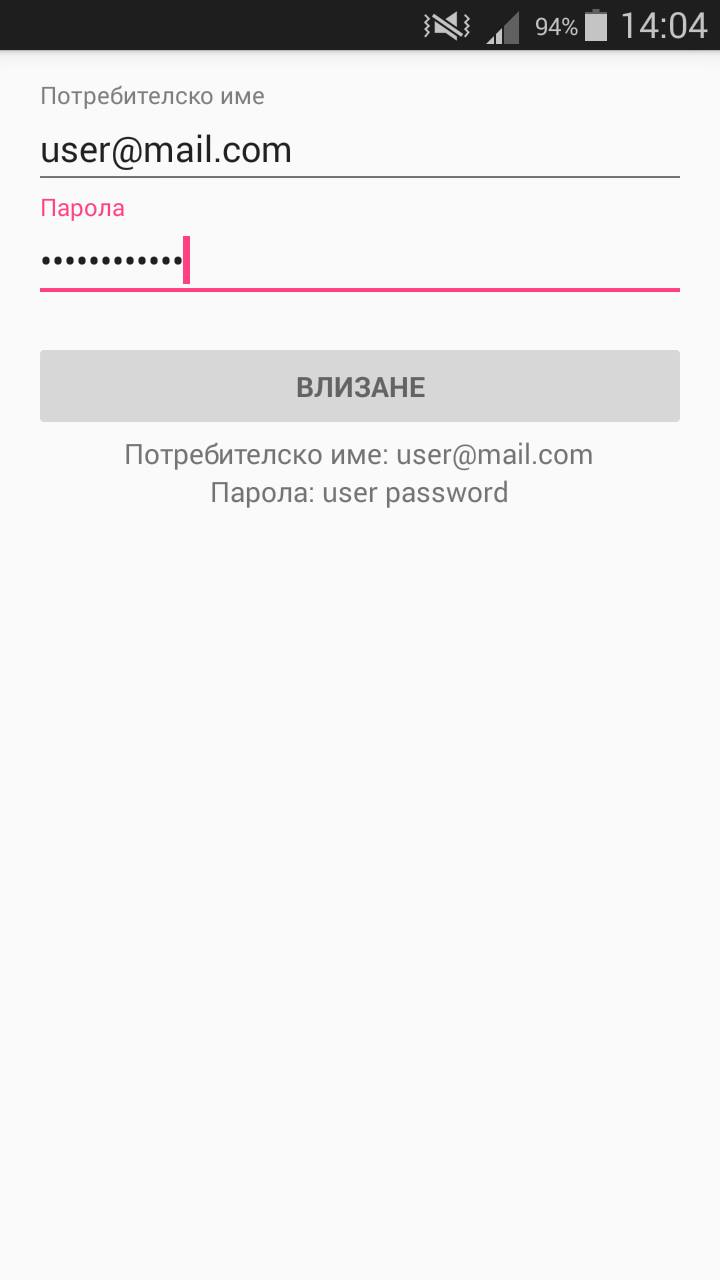 94% 14:04
Потребителско име
user@mail.com
Парола
••••••••••••
ВЛИЗАНЕ
Потребителско име: user@mail.com
Парола: user password